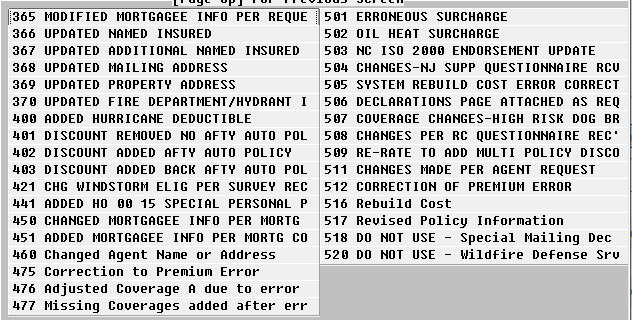 [Page Up] For Previous Screen
365 MODIFIED MORTGAGEE INFO PER REQUE
366 UPDATED NAMED INSURED
367 UPDATED ADDITIONAL NAMED INSURED
368 UPDATED MAILING ADDRESS
369 UPDATED PROPERTY ADDRESS
370 UPDATED FIRE DEPARTMENT/HYDRANT I
400 ADDED HURRICANE DEDUCTIBLE
401 DISCOUNT REMOVED NO AFTY AUTO POL
402 DISCOUNT ADDED AFTY AUTO POLICY
403 DISCOUNT ADDED BACK AFTY AUTO POL
421 CHG WINDSTORM ELIG PER SURVEY REC
441 ADDED HO 00 15 SPECIAL PERSONAL P
450 CHANGED MORTGAGEE INFO PER MORTG
451 ADDED MORTGAGEE INFO PER MORTG CO
460 Changed Agent Name or Address
475 Correction to Premium Error
476 Adjusted Coverage A due to error
477 Missing Coverages added after err
501 ERRONEOUS SURCHARGE
502 OIL HEAT SURCHARGE
503 NC ISO 2000 ENDORSEMENT UPDATE
504 CHANGES-NJ SUPP QUESTIONNAIRE RCV
505 SYSTEM REBUILD COST ERROR CORRECT
506 DECLARATIONS PAGE ATTACHED AS REQ
507 COVERAGE CHANGES-HIGH RISK DOG BR
508 CHANGES PER RC QUESTIONNAIRE REC'
509 RE-RATE TO ADD MULTI POLICY DISCO
511 CHANGES MADE PER AGENT REQUEST
512 CORRECTION OF PREMIUM ERROR
516 Rebuild Cost
517 Revised Policy Information
518 DO NOT USE - Special Mailing Dec
520 DO NOT USE - Wildfire Defense Srv